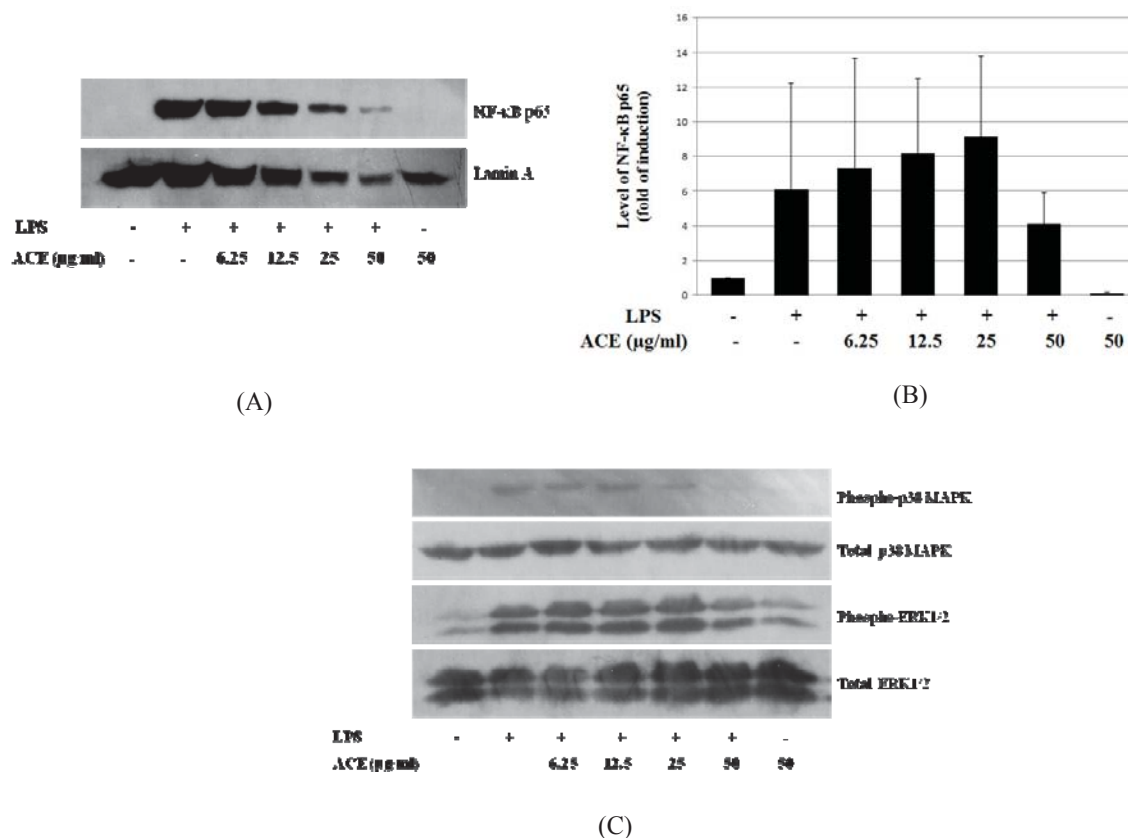 NF-κB p65
Lamin A
LPS - + + + + + -
ACE (μg/ml) - - 6.25 12.5 25 50 50
(A)
16
14
12
10
8
6
4
2
0
Level of NF-κB p65
(fold of induction)
LPS - + + + + + -
ACE (μg/ml) - - 6.25 12.5 25 50 50
(B)
Phospho-p38 MAPK
Total p38MAPK
Phospho-ERK1/2
Total ERK1/2
LPS - + + + + + -
ACE (μg/ml) - - 6.25 12.5 25 50 50
(C)